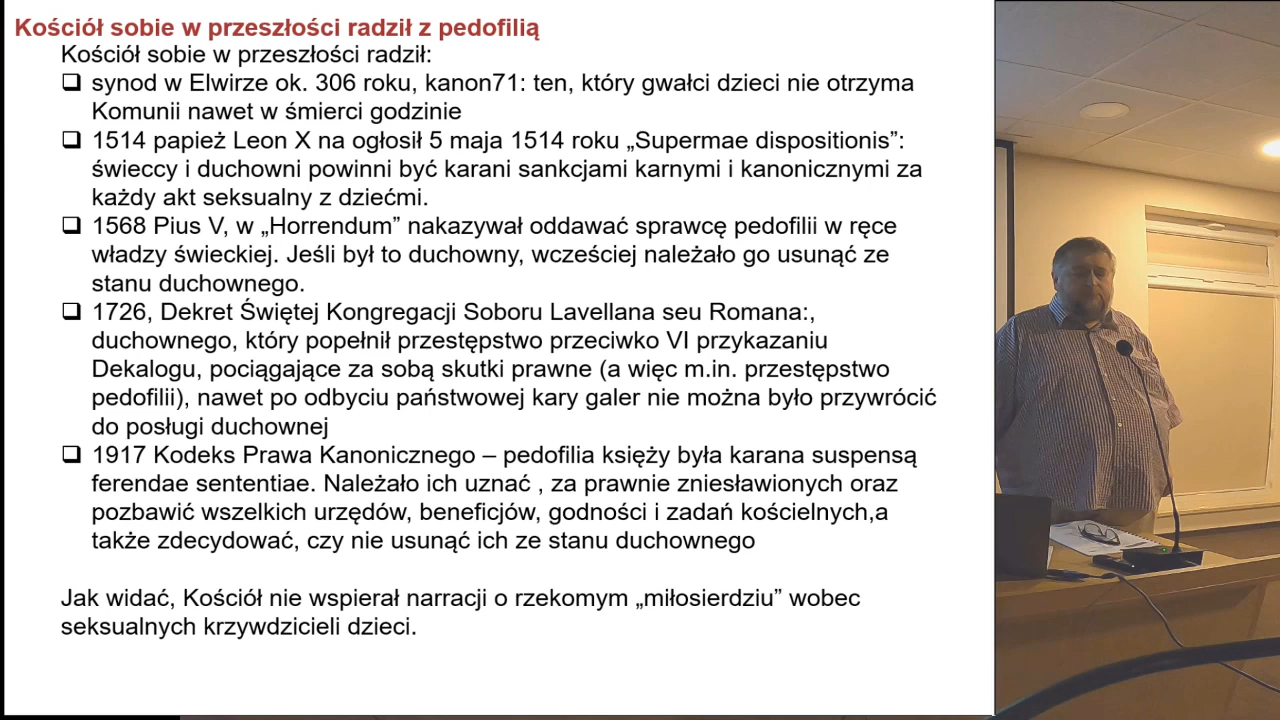 Kościół sobie w przeszłości radził z pedofilią
Kościół sobie w przeszłości radził:
synod w Elwirze ok. 306 roku, kanon71: ten, który gwałci dzieci nie otrzyma
Komunii nawet w śmierci godzinie
1514 papież Leon X na ogłosił 5 maja 1514 roku „Supermae dispositionis”:
świeccy i duchowni powinni być karani sankcjami karnymi i kanonicznymi za
każdy akt seksualny z dziećmi.
1568 Pius V, w „Horrendum” nakazywał oddawać sprawcę pedofilii w ręce
władzy świeckiej. Jeśli był to duchowny, wcześciej należało go usunąć ze
stanu duchownego.
1726, Dekret Świętej Kongregacji Soboru Lavellana seu Romana:,
duchownego, który popełnił przestępstwo przeciwko VI przykazaniu
Dekalogu, pociągające za sobą skutki prawne (a więc m.in. przestępstwo
pedofilii), nawet po odbyciu państwowej kary galer nie można było przywrócić
do posługi duchownej
1917 Kodeks Prawa Kanonicznego – pedofilia księży była karana suspensą
ferendae sententiae. Należało ich uznać , za prawnie zniesławionych oraz
pozbawić wszelkich urzędów, beneficjów, godności i zadań kościelnych,a
także zdecydować, czy nie usunąć ich ze stanu duchownego
Jak widać, Kościół nie wspierał narracji o rzekomym „miłosierdziu” wobec
seksualnych krzywdzicieli dzieci.